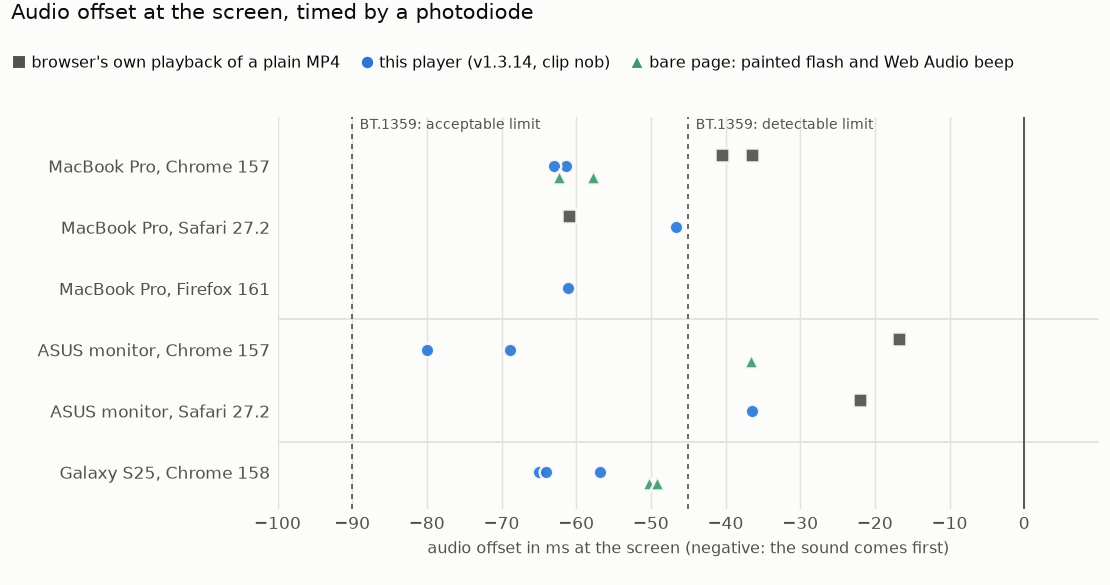 Audio offset at the screen, timed by a photodiode
browser's own playback of a plain MP4 this player (v1.3.14, clip nob) bare page: painted flash and Web Audio beep
BT.1359: acceptable limit BT.1359: detectable limit
MacBook Pro, Chrome 157
MacBook Pro, Safari 27.2
MacBook Pro, Firefox 161
ASUS monitor, Chrome 157
ASUS monitor, Safari 27.2
Galaxy S25, Chrome 158
−100 −90 −80 −70 −60 −50 −40 −30 −20 −10 0
audio offset in ms at the screen (negative: the sound comes first)